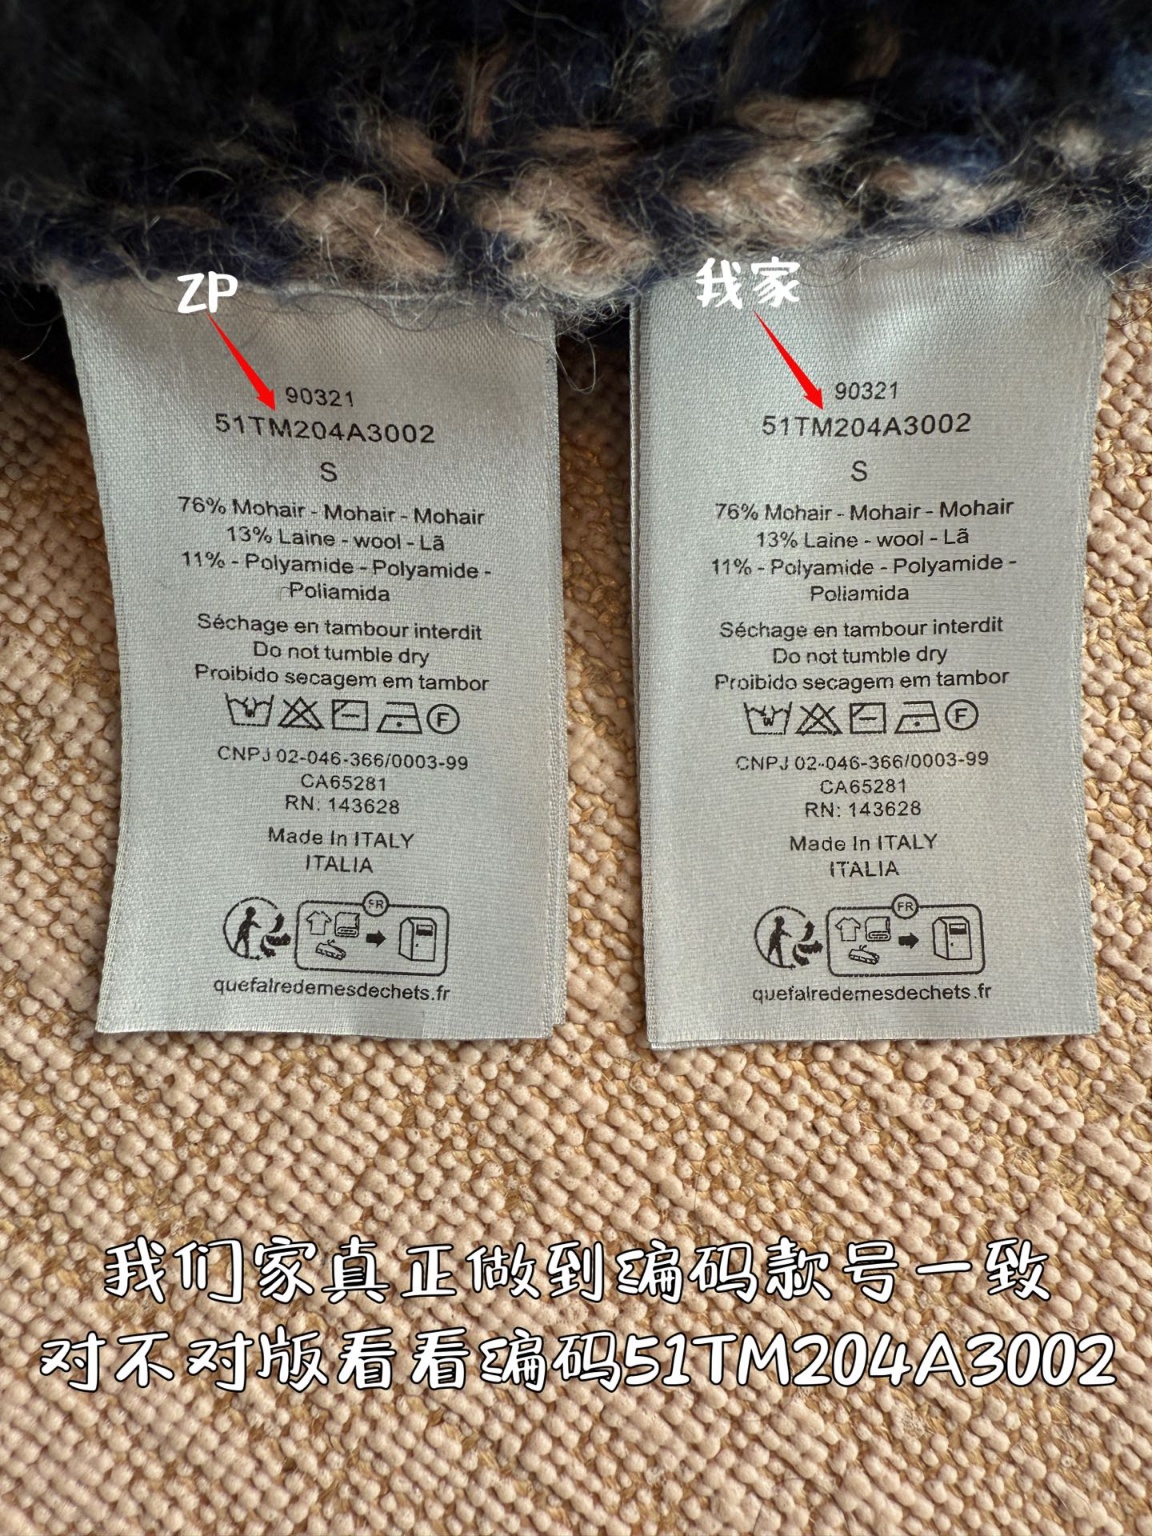 ZP
90321
51TM204A3002
S
76% Mohair - Mohair - Mohair
13% Laine - wool - Lã
11% - Polyamide - Polyamide -
Poliamida
Séchage en tambour interdit
Do not tumble dry
Proibido secagem em tambor
W
F
CNPJ 02-046-366/0003-99
CA65281
RN: 143628
Made In ITALY
ITALIA
FR
quefairedemesdechets.fr
我家
90321
51TM204A3002
S
76% Mohair - Mohair - Mohair
13% Laine - wool - Lã
11% - Polyamide - Polyamide -
Poliamida
Séchage en tambour interdit
Do not tumble dry
Proibido secagem em tambor
W
F
CNPJ 02-046-366/0003-99
CA65281
RN: 143628
Made In ITALY
ITALIA
FR
quefairedemesdechets.fr
我们家真正做到编码款号一致
对不对版看看编码51TM204A3002